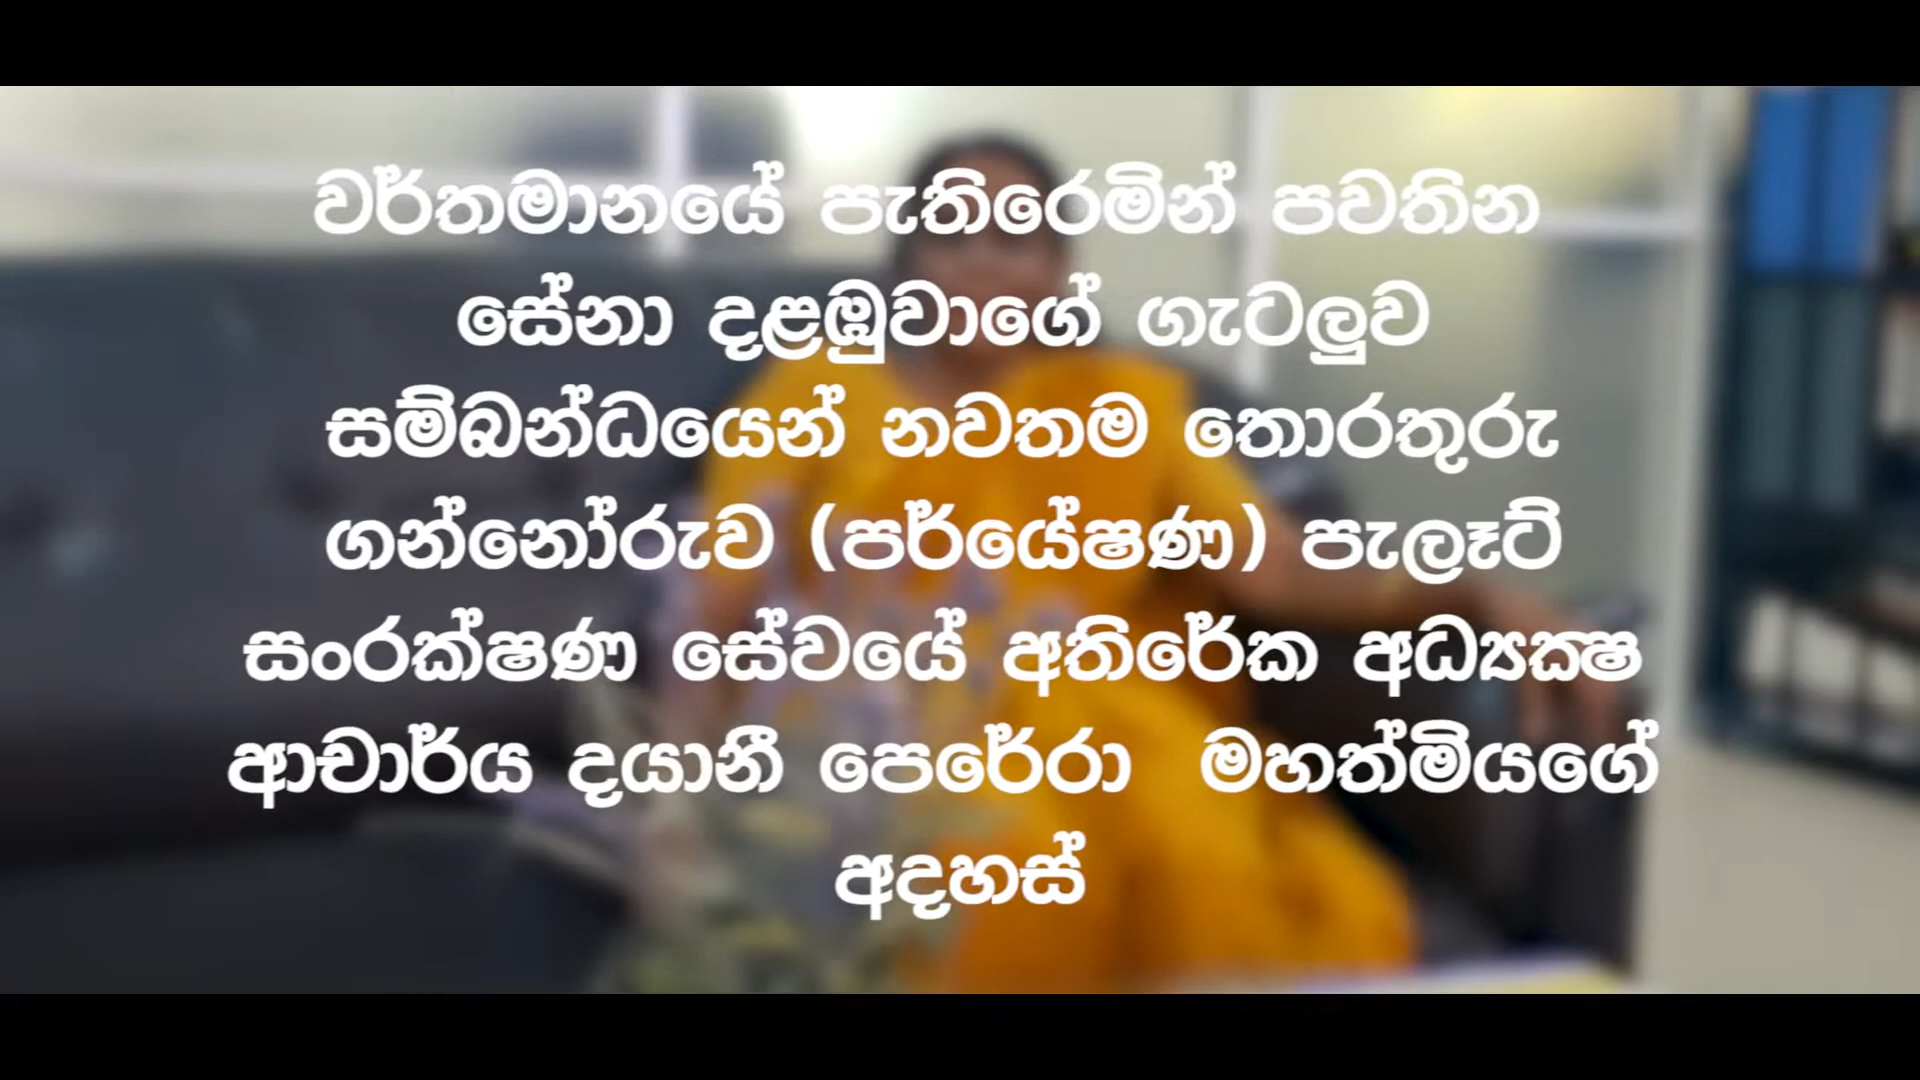 වර්තමානයේ පැතිරෙමින් පවතින
සේනා දළඹුවාගේ ගැටලුව
සම්බන්ධයෙන් නවතම තොරතුරු
ගන්නෝරුව (පර්යේෂණ) පැලෑටි
සංරක්ෂණ සේවයේ අතිරේක අධ්‍යක්‍ෂ
ආචාර්ය දයානී පෙරේරා මහත්මියගේ
අදහස්